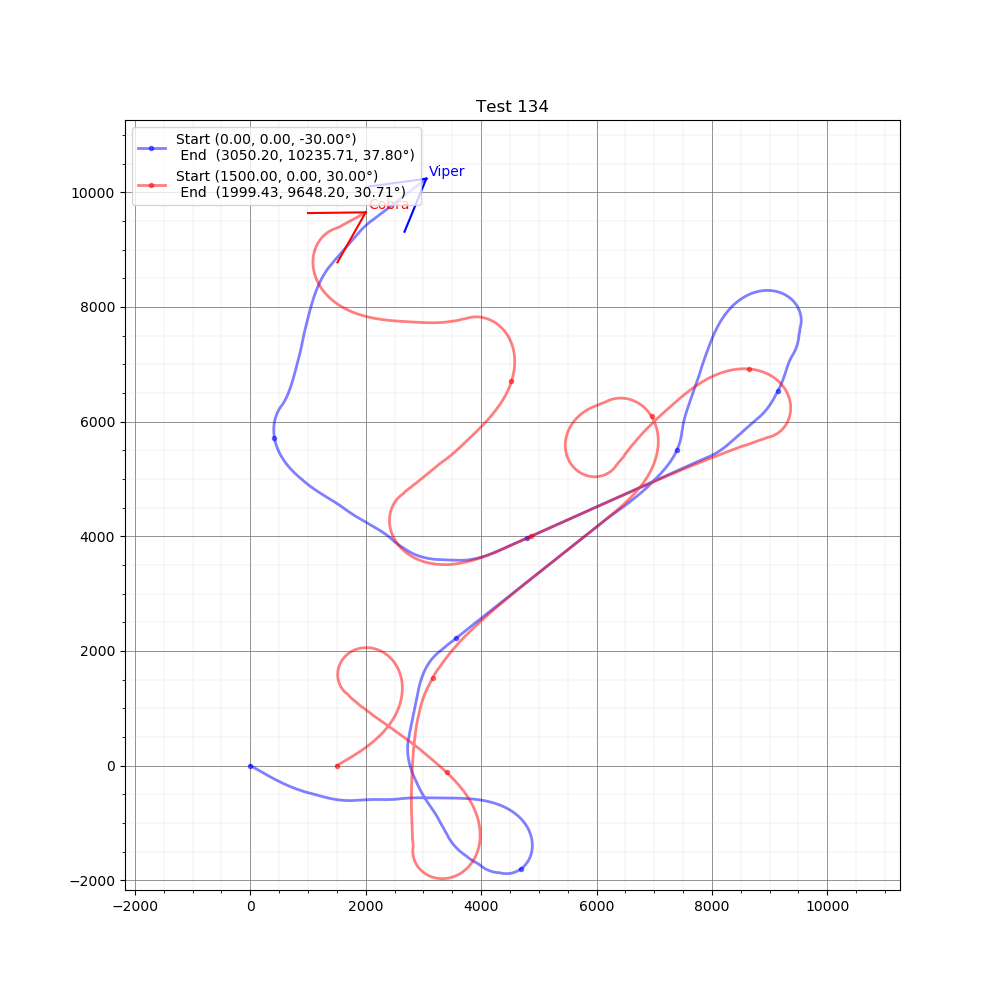 Test 134
Start (0.00, 0.00, -30.00°)
End (3050.20, 10235.71, 37.80°)
Start (1500.00, 0.00, 30.00°)
End (1999.43, 9648.20, 30.71°)
Viper
Cobra
10000
8000
6000
4000
2000
0
−2000
−2000 0 2000 4000 6000 8000 10000